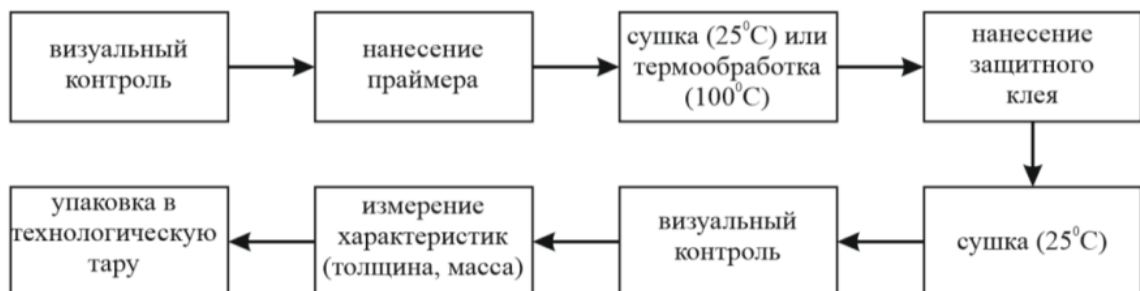 визуальный
контроль
нанесение
праймера
сушка (25⁰С) или
термообработка
(100⁰С)
нанесение
защитного
клея
сушка (25⁰С)
визуальный
контроль
измерение
характеристик
(толщина, масса)
упаковка в
технологическую
тару